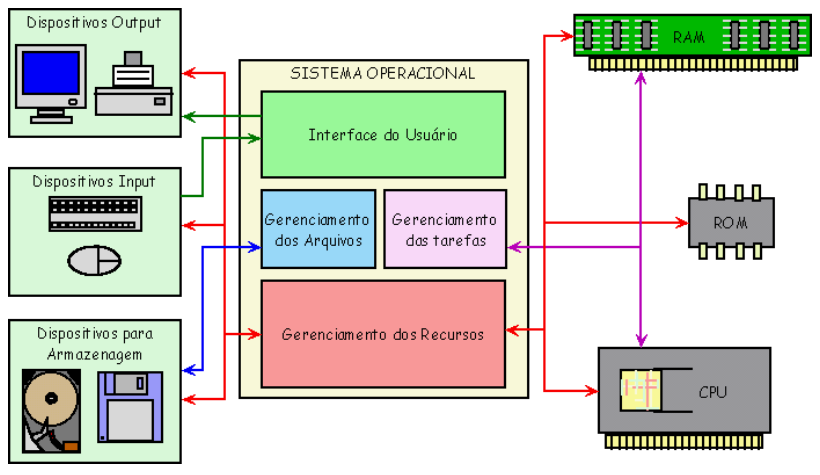 Dispositivos Output
Dispositivos Input
Dispositivos para
Armazenagem
SISTEMA OPERACIONAL
Interface do Usuário
Gerenciamento
dos Arquivos
Gerenciamento
das tarefas
Gerenciamento dos Recursos
RAM
ROM
CPU